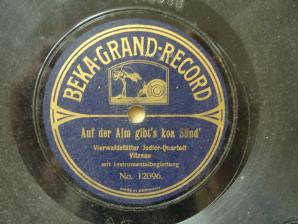 BEKA-GRAND-RECORD
Auf der Alm gibt's koa Sünd'
Vierwaldstätter Jodler-Quartett
Vitznau
mit Instrumentalbegleitung
No. 12096.